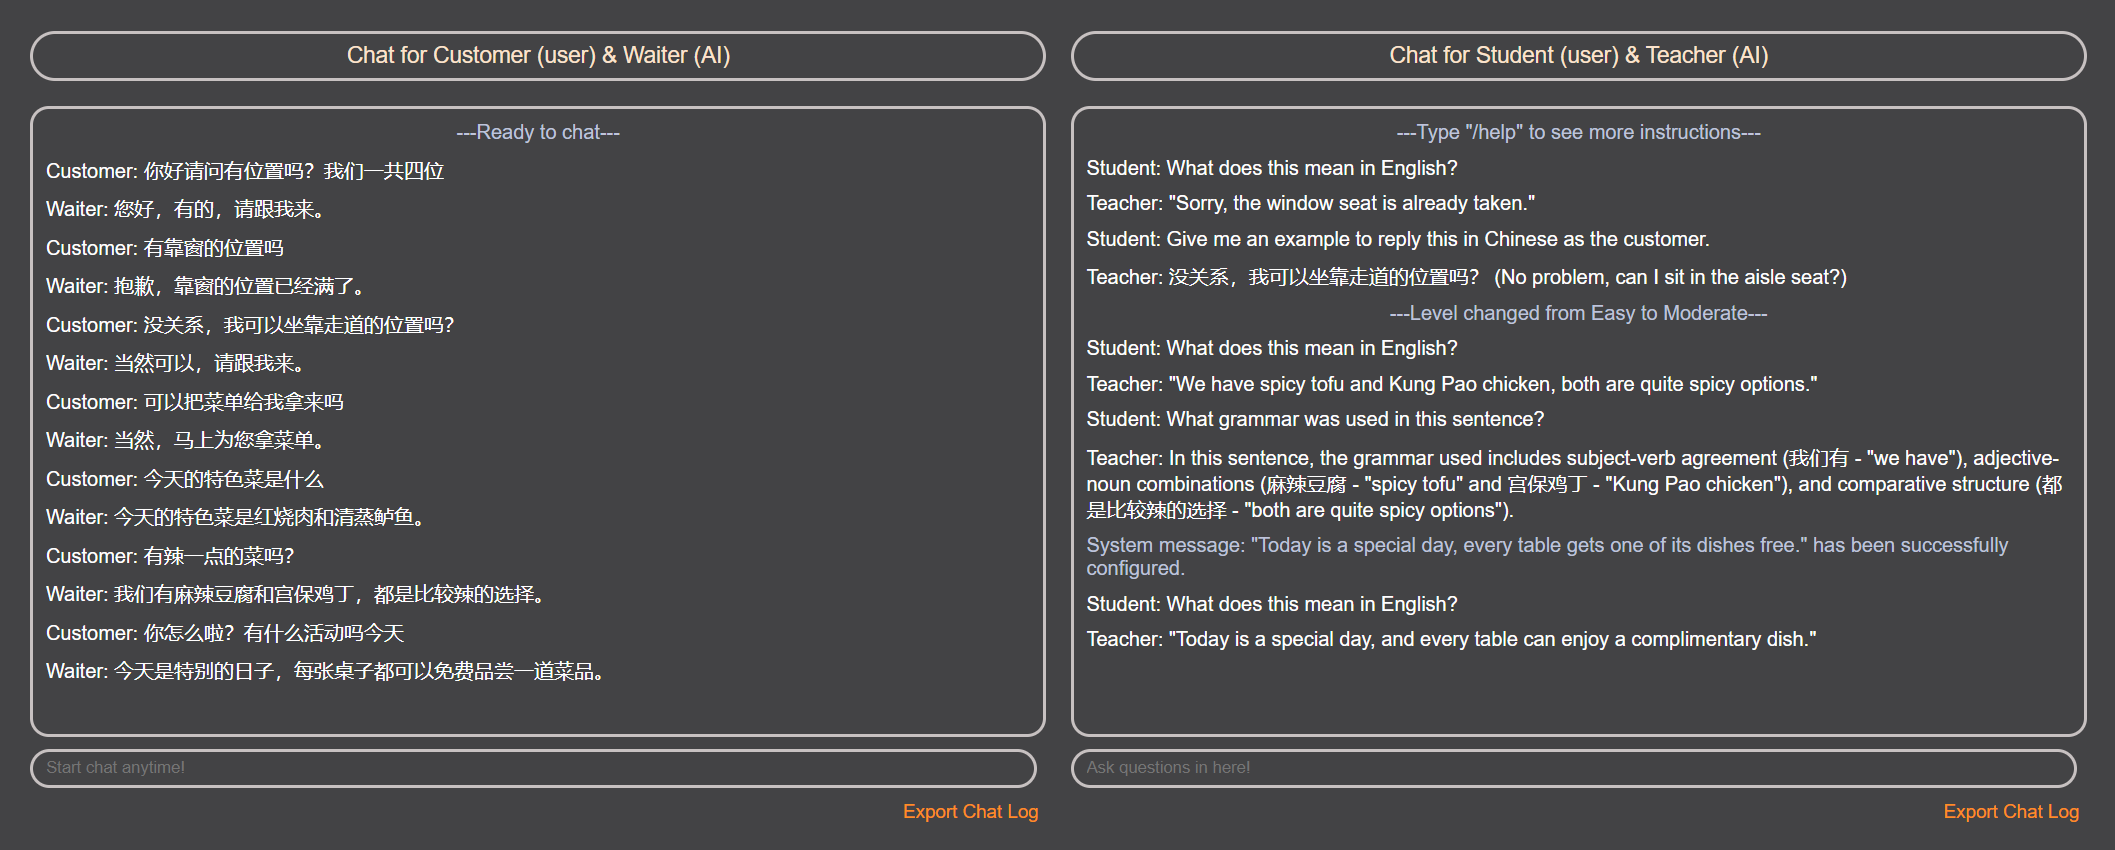 Chat for Customer (user) & Waiter (AI)
---Ready to chat---
Customer: 你好请问有位置吗？我们一共四位
Waiter: 您好，有的，请跟我来。
Customer: 有靠窗的位置吗
Waiter: 抱歉，靠窗的位置已经满了。
Customer: 没关系，我可以坐靠走道的位置吗？
Waiter: 当然可以，请跟我来。
Customer: 可以把菜单给我拿来吗
Waiter: 当然，马上为您拿菜单。
Customer: 今天的特色菜是什么
Waiter: 今天的特色菜是红烧肉和清蒸鲈鱼。
Customer: 有辣一点的菜吗？
Waiter: 我们有麻辣豆腐和宫保鸡丁，都是比较辣的选择。
Customer: 你怎么啦？有什么活动吗今天
Waiter: 今天是特别的日子，每张桌子都可以免费品尝一道菜品。
Start chat anytime!
Export Chat Log
Chat for Student (user) & Teacher (AI)
---Type "/help" to see more instructions---
Student: What does this mean in English?
Teacher: "Sorry, the window seat is already taken."
Student: Give me an example to reply this in Chinese as the customer.
Teacher: 没关系，我可以坐靠走道的位置吗？ (No problem, can I sit in the aisle seat?)
---Level changed from Easy to Moderate---
Student: What does this mean in English?
Teacher: "We have spicy tofu and Kung Pao chicken, both are quite spicy options."
Student: What grammar was used in this sentence?
Teacher: In this sentence, the grammar used includes subject-verb agreement (我们有 - "we have"), adjective-
noun combinations (麻辣豆腐 - "spicy tofu" and 宫保鸡丁 - "Kung Pao chicken"), and comparative structure (都
是比较辣的选择 - "both are quite spicy options").
System message: "Today is a special day, every table gets one of its dishes free." has been successfully
configured.
Student: What does this mean in English?
Teacher: "Today is a special day, and every table can enjoy a complimentary dish."
Ask questions in here!
Export Chat Log